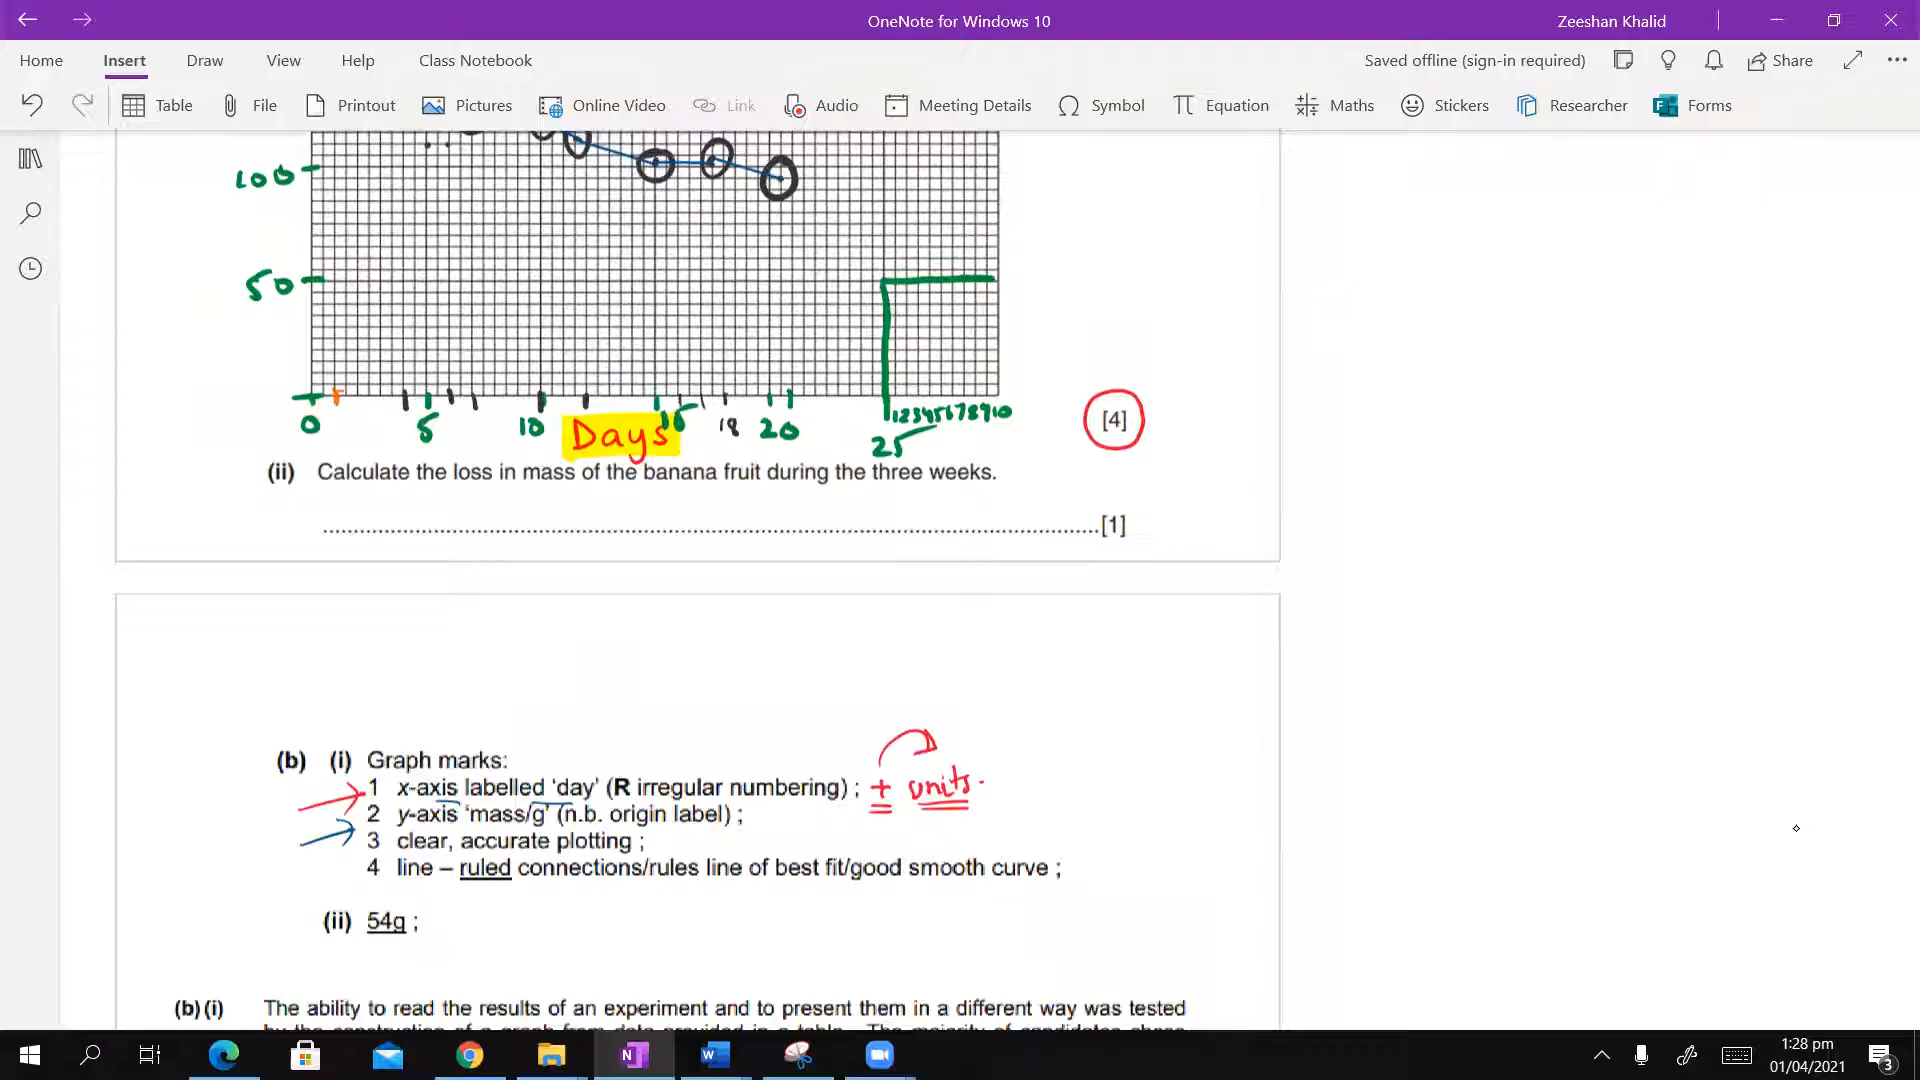 OneNote for Windows 10
Zeeshan Khalid
Home Insert Draw View Help Class Notebook
Saved offline (sign-in required) Share
Table File Printout Pictures Online Video Link Audio Meeting Details Symbol Equation Maths Stickers Researcher Forms
100
50
0 5 10 15 18 20 25
12345678910
Days
[4]
(ii) Calculate the loss in mass of the banana fruit during the three weeks.
[1]
(b) (i) Graph marks:
1 x-axis labelled ‘day’ (R irregular numbering) ; + units.
2 y-axis ‘mass/g’ (n.b. origin label) ;
3 clear, accurate plotting ;
4 line – ruled connections/rules line of best fit/good smooth curve ;
(ii) 54g ;
(b) (i) The ability to read the results of an experiment and to present them in a different way was tested
1:28 pm
01/04/2021
3